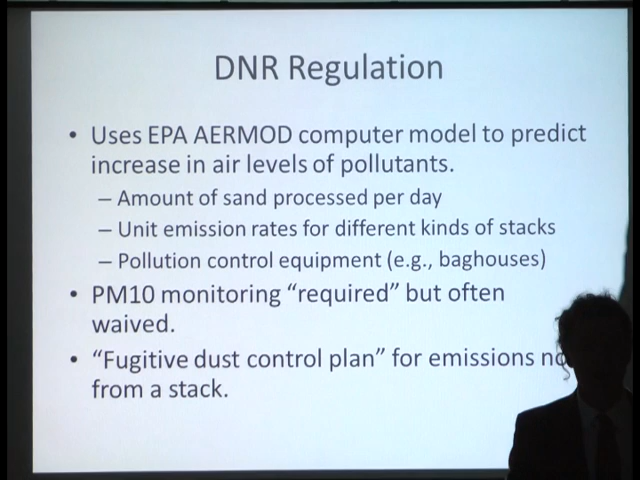 DNR Regulation
• Uses EPA AERMOD computer model to predict
increase in air levels of pollutants.
– Amount of sand processed per day
– Unit emission rates for different kinds of stacks
– Pollution control equipment (e.g., baghouses)
• PM10 monitoring “required” but often
waived.
• “Fugitive dust control plan” for emissions
from a stack.